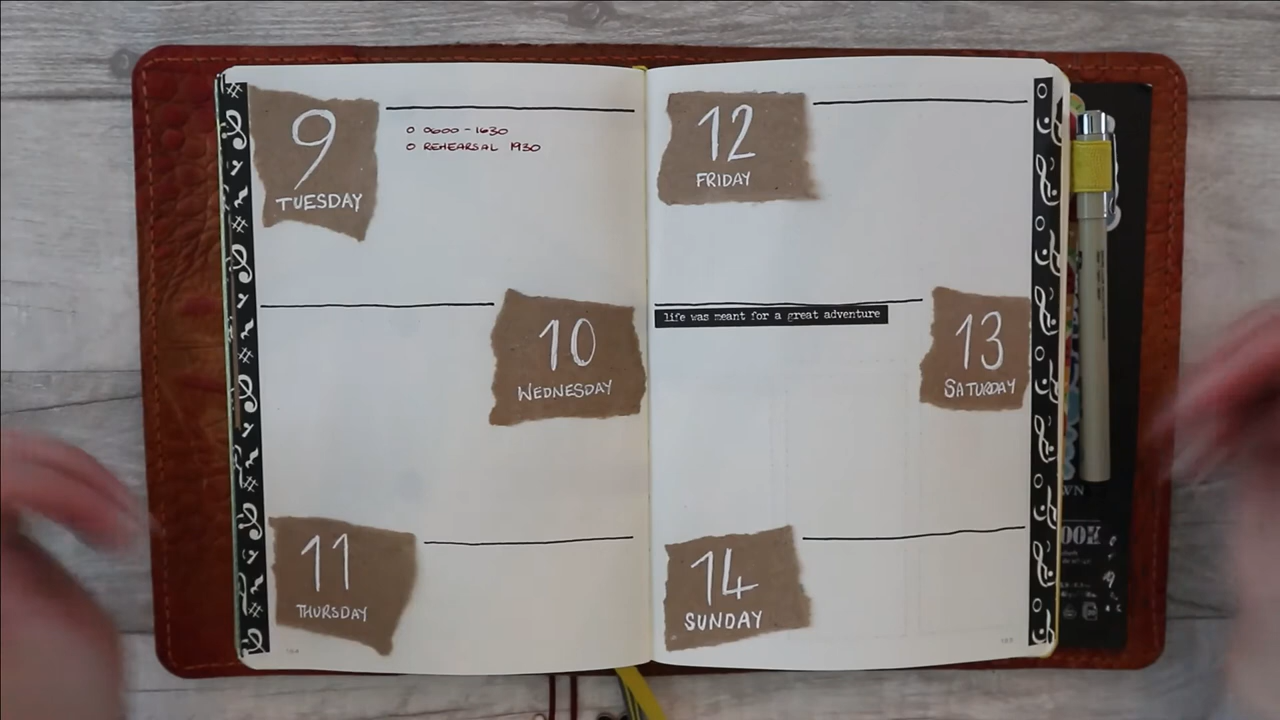 9
TUESDAY
O 0600 - 1630
O REHEARSAL 1930
10
WEDNESDAY
11
THURSDAY
12
FRIDAY
life was meant for a great adventure
13
SATURDAY
14
SUNDAY